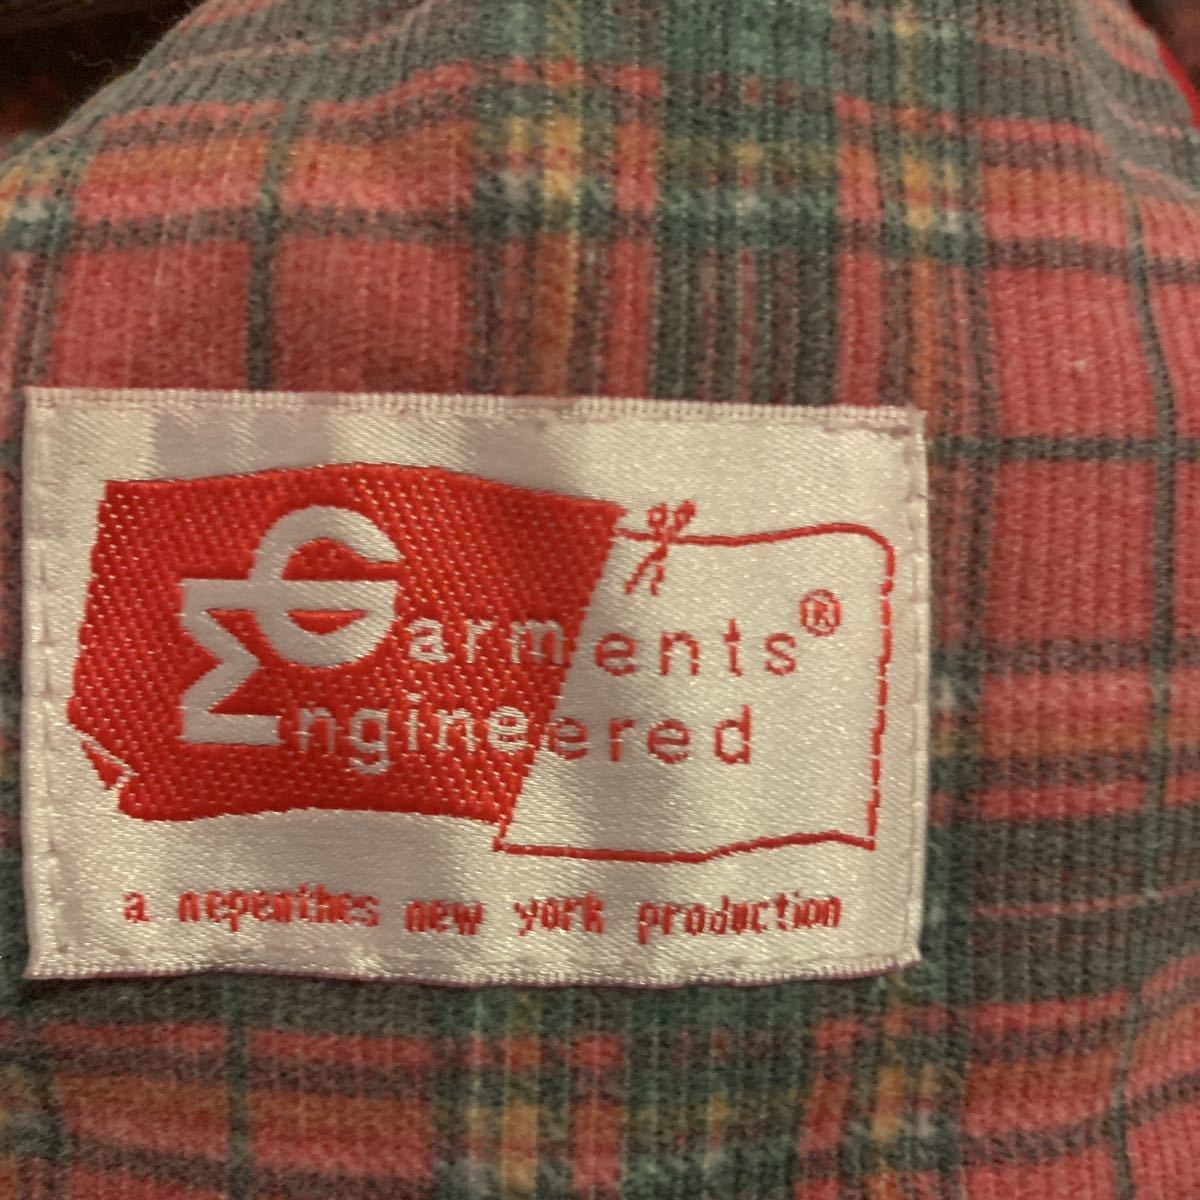 Garments®
Engineered
a nepenthes new york production